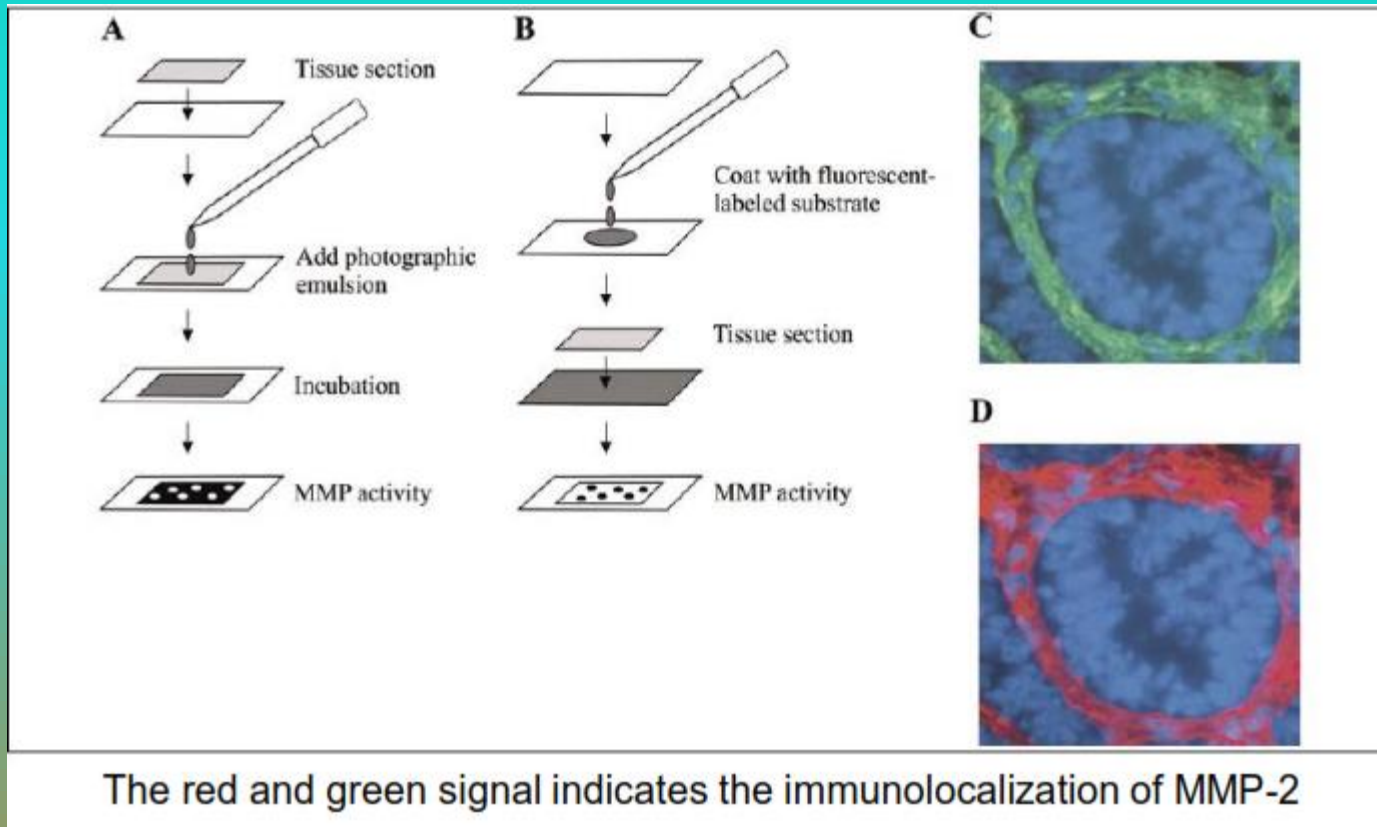 A
Tissue section
Add photographic
emulsion
Incubation
MMP activity
B
Coat with fluorescent-
labeled substrate
Tissue section
MMP activity
C
D
The red and green signal indicates the immunolocalization of MMP-2